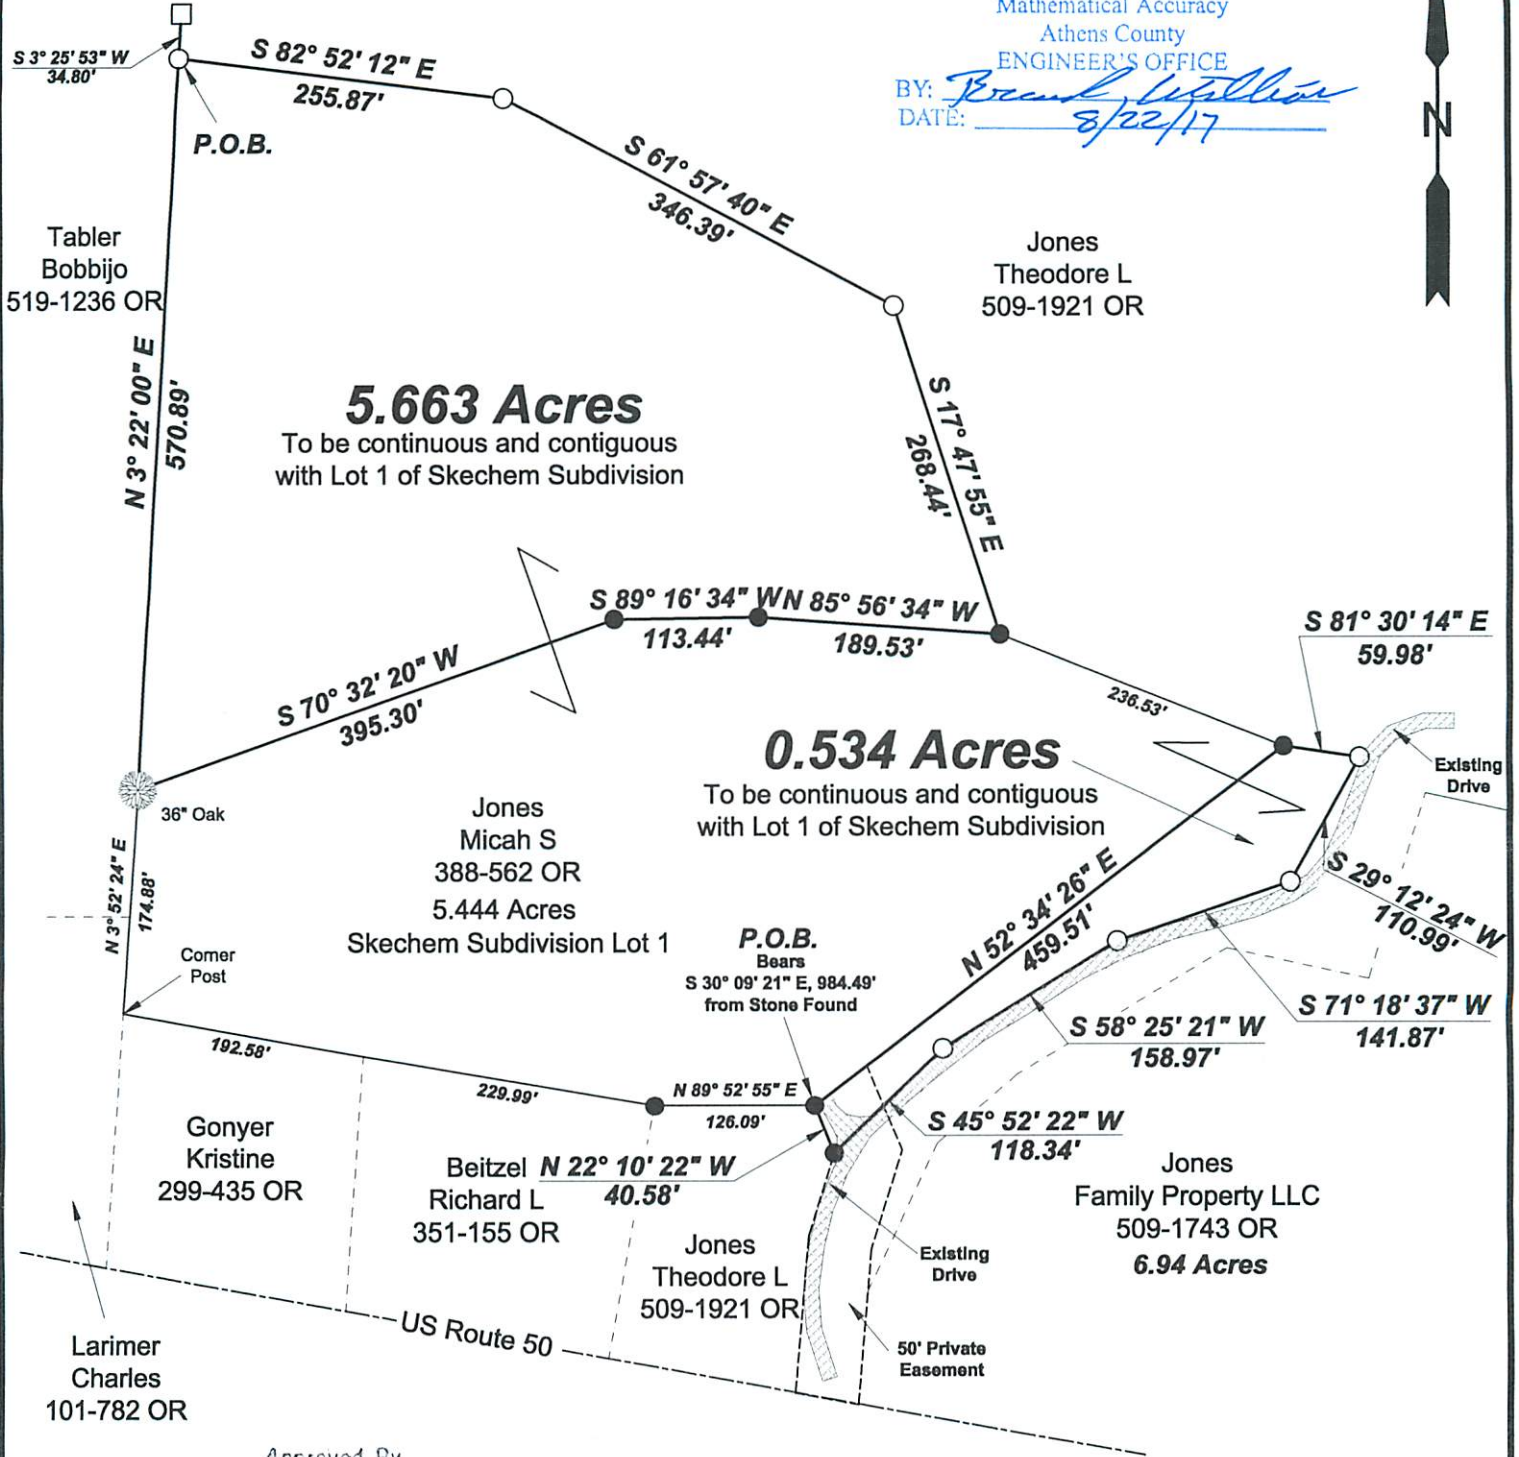 Mathematical Accuracy
Athens County
ENGINEER'S OFFICE
BY:
DATE: 8/22/17
N
S 3° 25' 53" W
34.80'
S 82° 52' 12" E
255.87'
P.O.B.
S 61° 57' 40" E
346.39'
Tabler
Bobbijo
519-1236 OR
Jones
Theodore L
509-1921 OR
N 3° 22' 00" E
570.89'
5.663 Acres
To be continuous and contiguous
with Lot 1 of Skechem Subdivision
S 17° 47' 55" E
268.44'
S 89° 16' 34" W
113.44'
N 85° 56' 34" W
189.53'
S 81° 30' 14" E
59.98'
S 70° 32' 20" W
395.30'
236.53'
0.534 Acres
To be continuous and contiguous
with Lot 1 of Skechem Subdivision
Existing
Drive
36" Oak
Jones
Micah S
388-562 OR
5.444 Acres
Skechem Subdivision Lot 1
N 3° 52' 24" E
174.88'
Corner
Post
P.O.B.
Bears
S 30° 09' 21" E, 984.49'
from Stone Found
N 52° 34' 26" E
459.51'
S 29° 12' 24" W
110.99'
S 71° 18' 37" W
141.87'
S 58° 25' 21" W
158.97'
192.58'
229.99'
N 89° 52' 55" E
126.09'
S 45° 52' 22" W
118.34'
Gonyer
Kristine
299-435 OR
Beitzel
Richard L
351-155 OR
N 22° 10' 22" W
40.58'
Jones
Family Property LLC
509-1743 OR
6.94 Acres
Jones
Theodore L
509-1921 OR
Existing
Drive
US Route 50
50' Private
Easement
Larimer
Charles
101-782 OR
Approved By